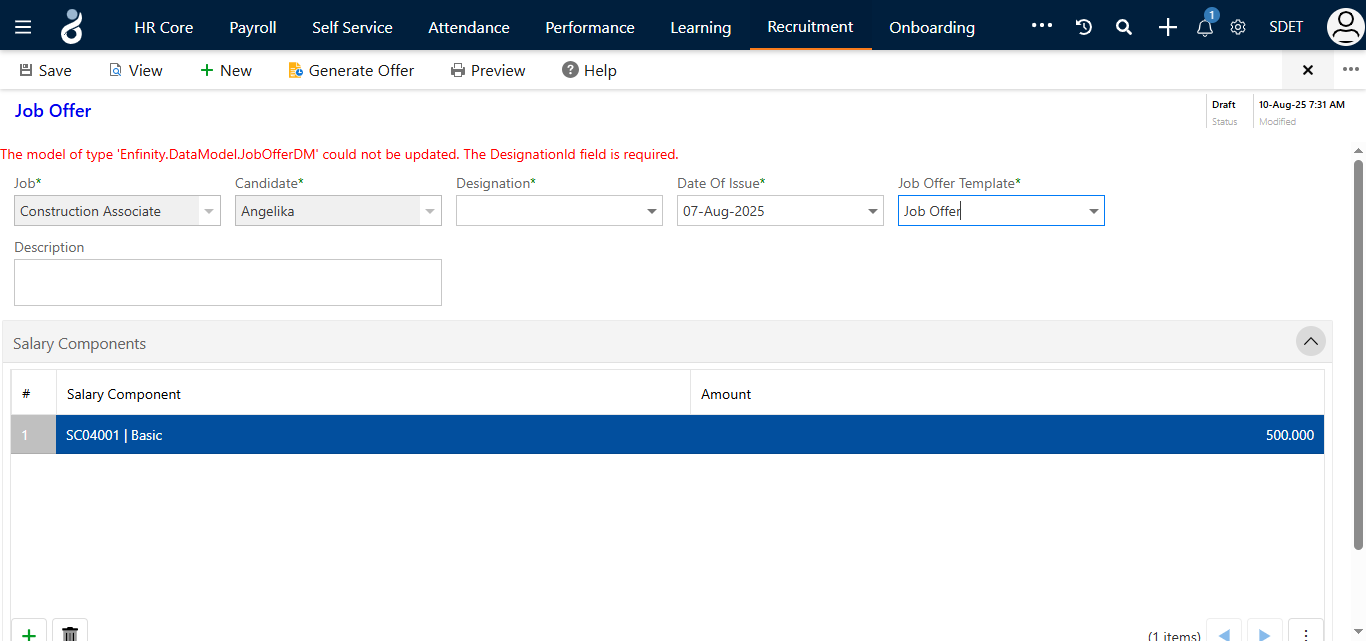 HR Core Payroll Self Service Attendance Performance Learning Recruitment Onboarding 1 SDET
Save View New Generate Offer Preview Help
Job Offer
Draft 10-Aug-25 7:31 AM
Status Modified
The model of type 'Enfinity.DataModel.JobOfferDM' could not be updated. The DesignationId field is required.
Job* Candidate* Designation* Date Of Issue* Job Offer Template*
Construction Associate Angelika 07-Aug-2025 Job Offer
Description
Salary Components
# Salary Component Amount
1 SC04001 | Basic 500.000
(1 items)